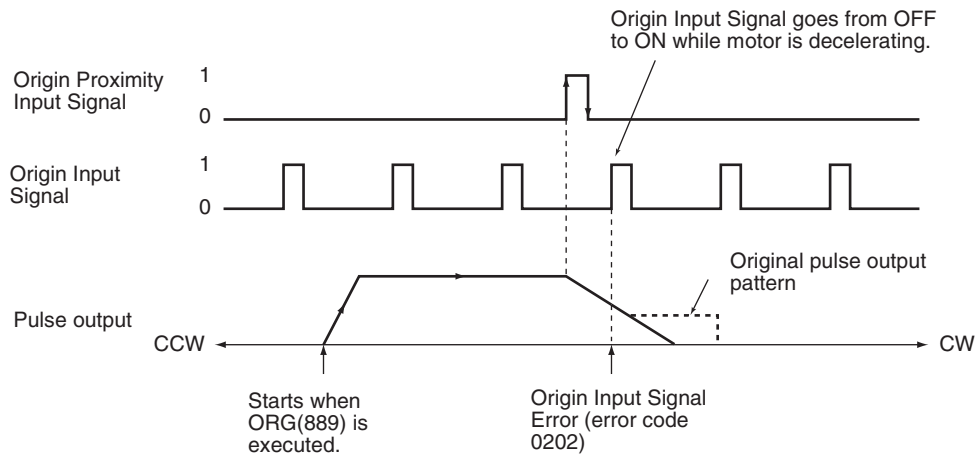 Origin Input Signal goes from OFF
to ON while motor is decelerating.
Origin Proximity
Input Signal
1
0
Origin Input
Signal
1
0
Original pulse output
pattern
Pulse output
CCW
CW
Starts when
ORG(889) is
executed.
Origin Input Signal
Error (error code
0202)